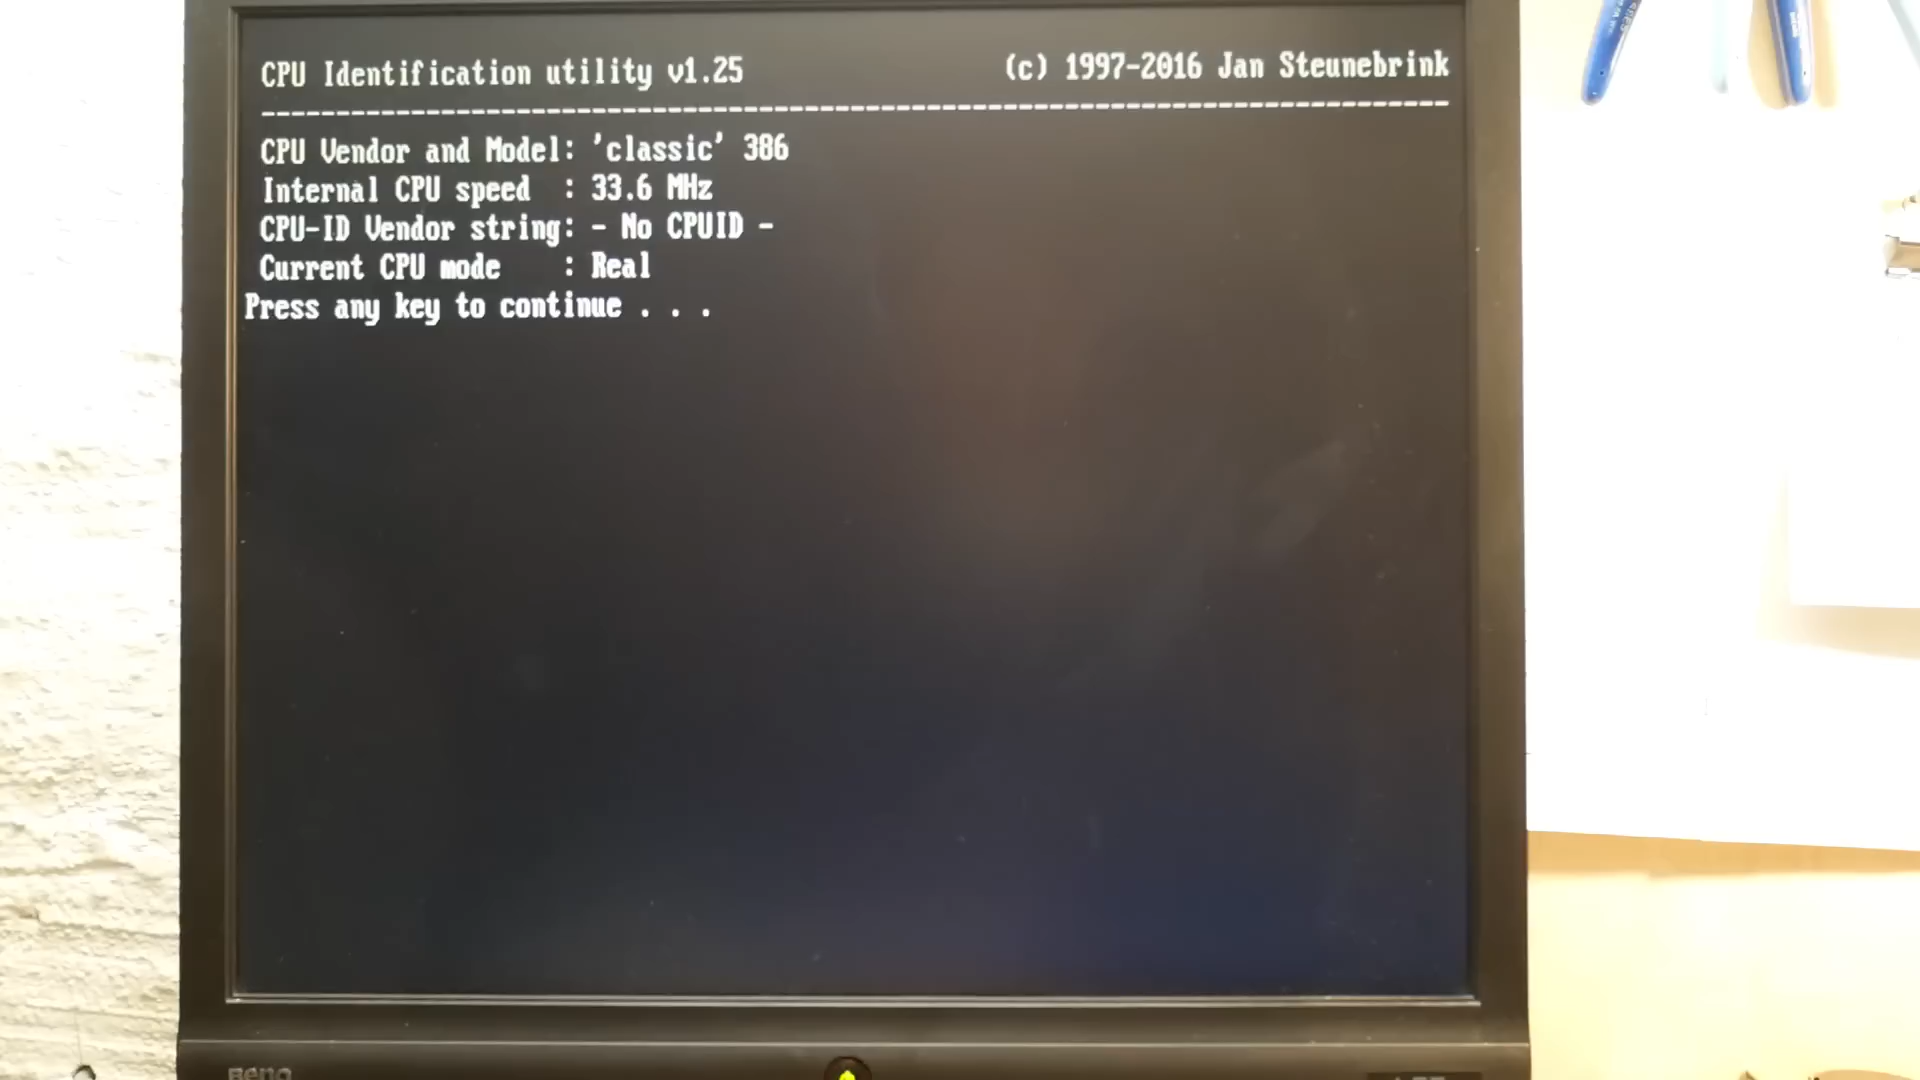 CPU Identification utility v1.25 (c) 1997-2016 Jan Steunebrink
--------------------------------------------------------------------------------
CPU Vendor and Model: 'classic' 386
Internal CPU speed : 33.6 MHz
CPU-ID Vendor string: - No CPUID -
Current CPU mode : Real
Press any key to continue . . .
BenQ